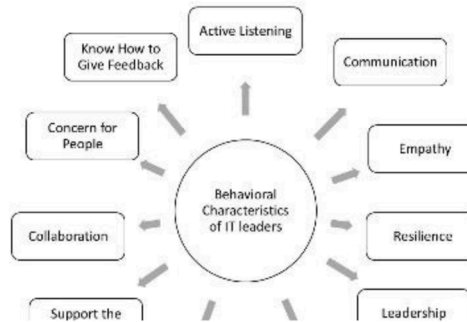 Active Listening
Know How to
Give Feedback
Communication
Concern for
People
Empathy
Behavioral
Characteristics
of IT leaders
Collaboration
Resilience
Support the
Leadership